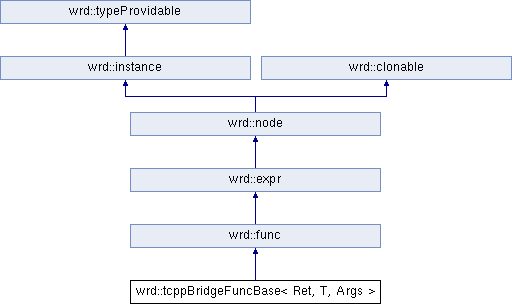 wrd::typeProvidable
wrd::instance
wrd::clonable
wrd::node
wrd::expr
wrd::func
wrd::tcppBridgeFuncBase< Ret, T, Args >